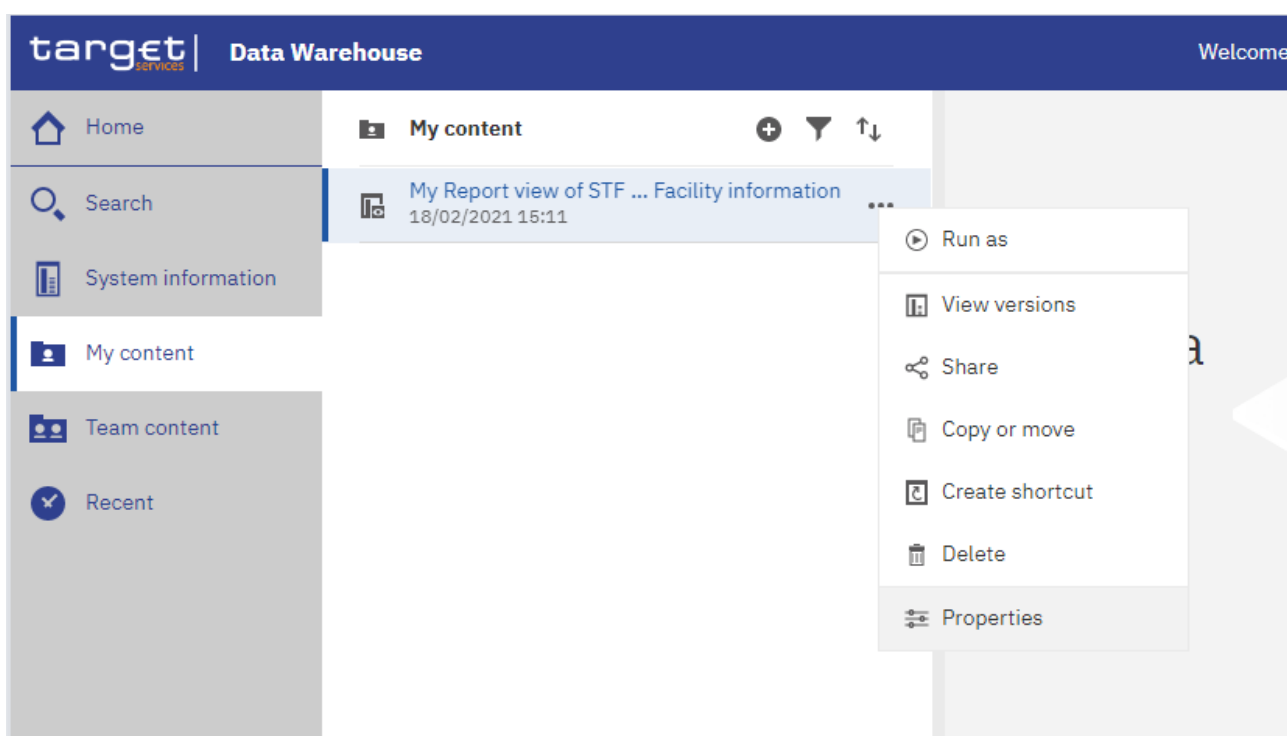 target services Data Warehouse Welcome
Home
Search
System information
My content
Team content
Recent
My content
My Report view of STF ... Facility information
18/02/2021 15:11
Run as
View versions
Share
Copy or move
Create shortcut
Delete
Properties
a